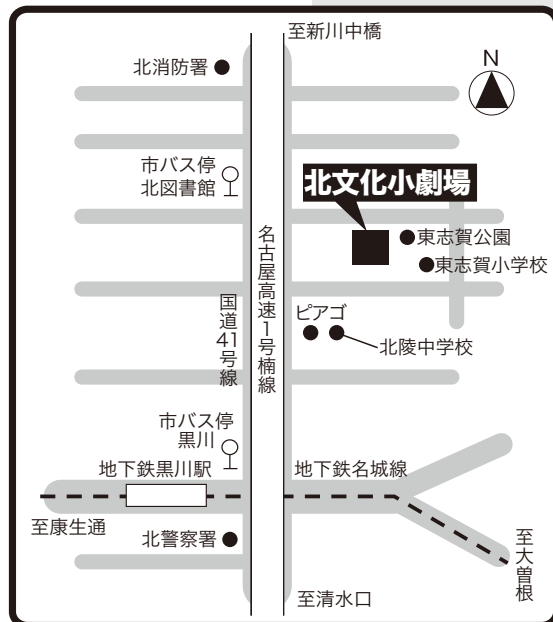 至新川中橋
北消防署
N
市バス停
北図書館
北文化小劇場
東志賀公園
東志賀小学校
名古屋高速1号楠線
国道41号線
ピアゴ
北陵中学校
市バス停
黒川
地下鉄黒川駅
地下鉄名城線
至康生通
北警察署
至大曽根
至清水口